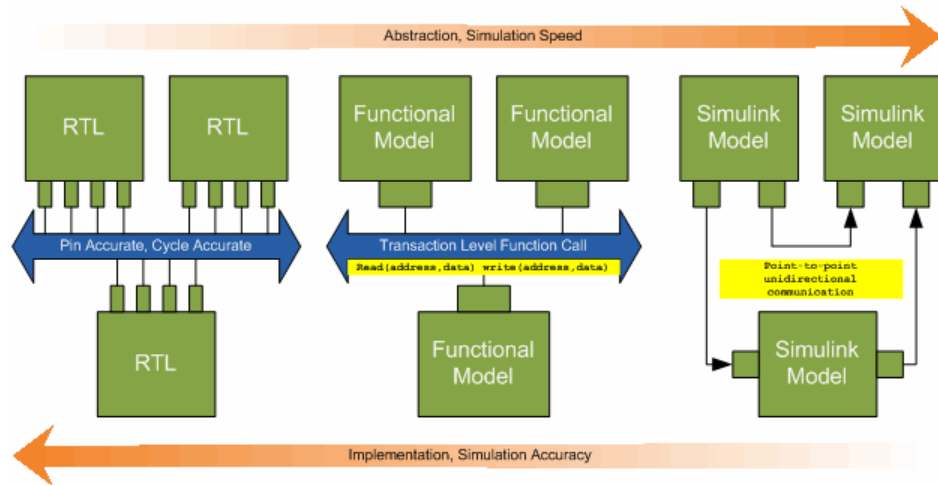 Abstraction, Simulation Speed
RTL
RTL
Functional
Model
Functional
Model
Simulink
Model
Simulink
Model
Pin Accurate, Cycle Accurate
Transaction Level Function Call
Read(address,data) write(address,data)
Point-to-point
unidirectional
communication
RTL
Functional
Model
Simulink
Model
Implementation, Simulation Accuracy